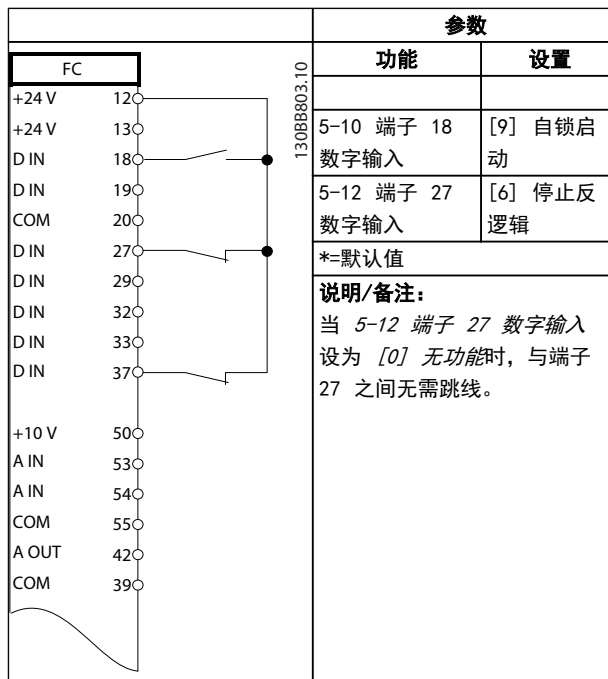 FC
+24 V 12
+24 V 13
D IN 18
D IN 19
COM 20
D IN 27
D IN 29
D IN 32
D IN 33
D IN 37
+10 V 50
A IN 53
A IN 54
COM 55
A OUT 42
COM 39
130BB803.10
参数
功能 设置
5-10 端子 18 [9] 自锁启
数字输入 动
5-12 端子 27 [6] 停止反
数字输入 逻辑
*=默认值
说明/备注:
当 5-12 端子 27 数字输入
设为 [0] 无功能时, 与端子
27 之间无需跳线。